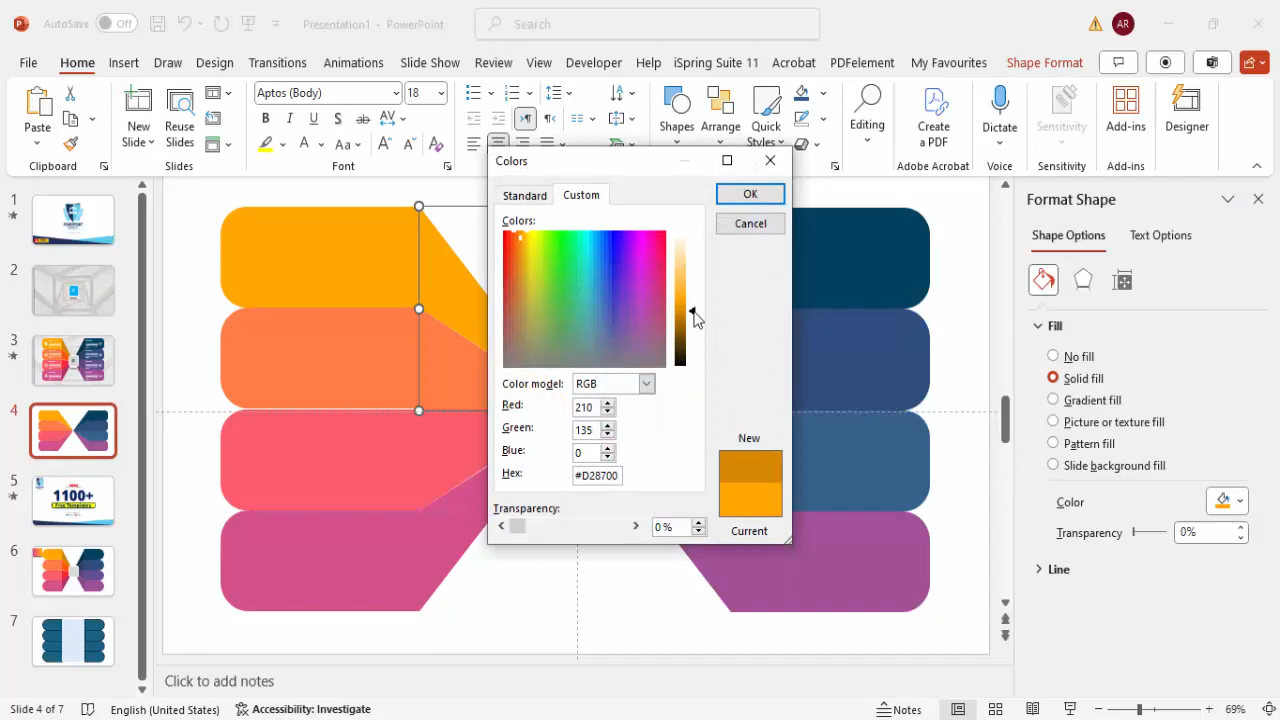 AutoSave Off Presentation1 - PowerPoint Search AR
File Home Insert Draw Design Transitions Animations Slide Show Review View Developer Help iSpring Suite 11 Acrobat PDFelement My Favourites Shape Format
Aptos (Body) 18
Paste New Slide Reuse Slides Shapes Arrange Quick Styles Editing Create a PDF Dictate Sensitivity Add-ins Designer
Clipboard Slides Font Adobe Acrobat Voice Sensitivity Add-ins
Colors
Standard Custom
OK
Cancel
Colors:
Color model: RGB
Red: 210
Green: 135
Blue: 0
Hex: #D28700
New
Current
Transparency:
0 %
Format Shape
Shape Options Text Options
Fill
No fill
Solid fill
Gradient fill
Picture or texture fill
Pattern fill
Slide background fill
Color
Transparency 0%
Line
1
2
3
4
5
1100+
6
7
Click to add notes
Slide 4 of 7 English (United States) Accessibility: Investigate Notes 69%